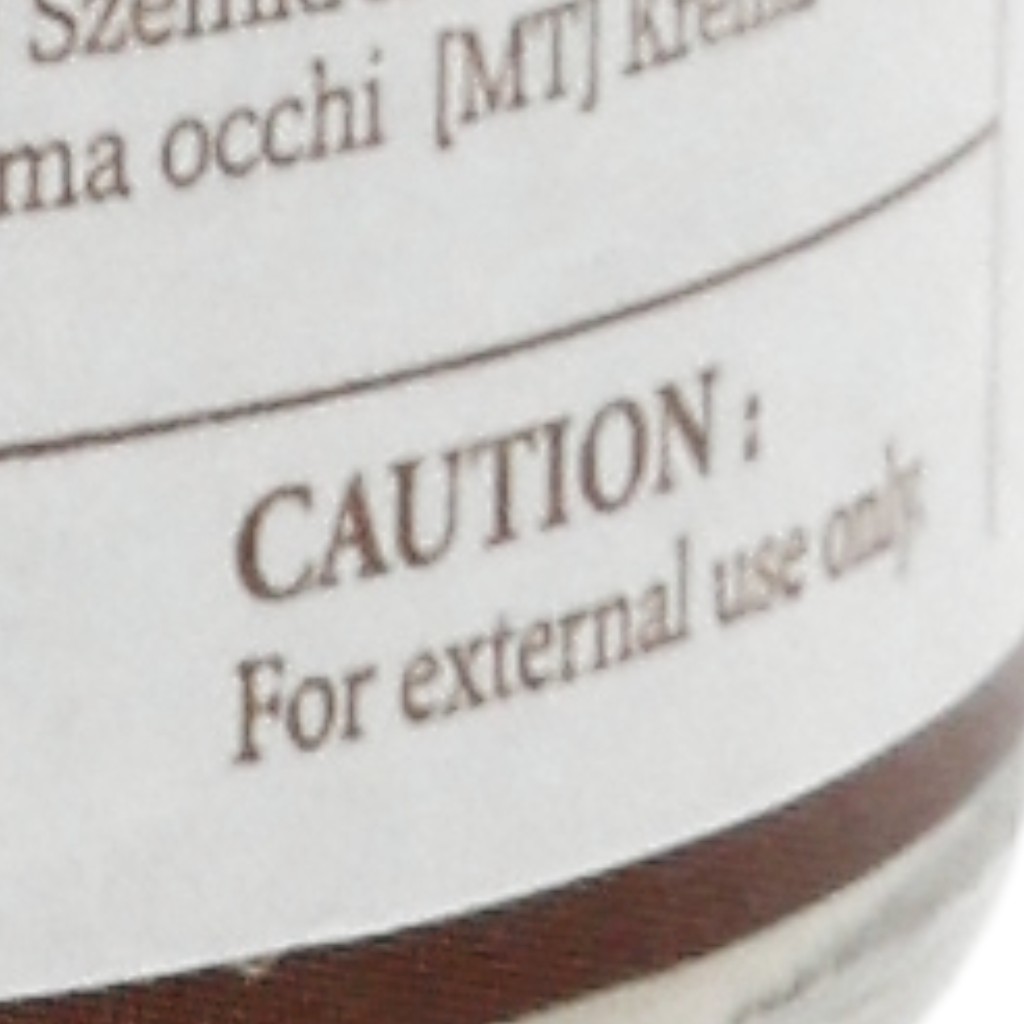 ma occhi [MT] Krema
CAUTION :
For external use only.